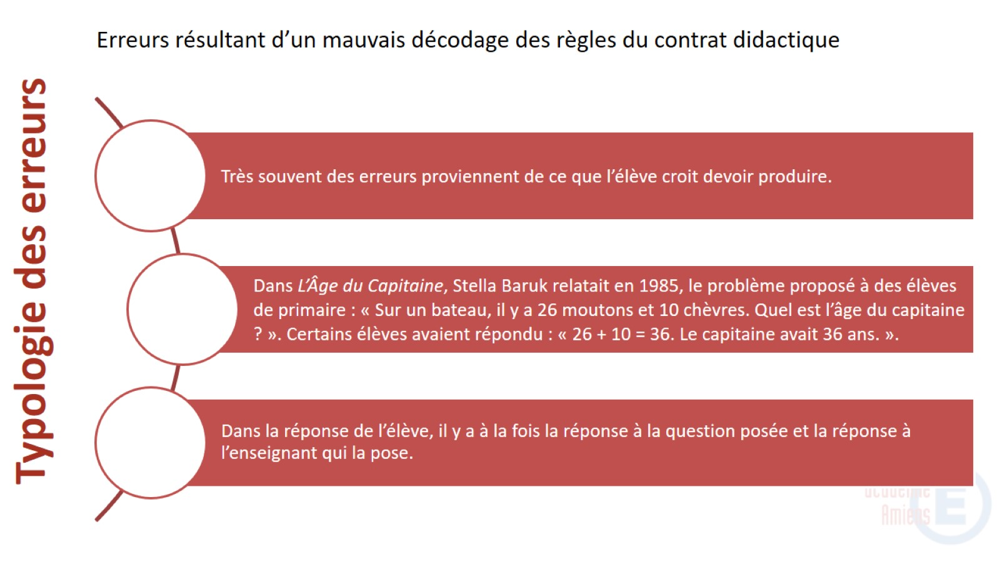 Erreurs résultant d’un mauvais décodage des règles du contrat didactique
Typologie des erreurs
Très souvent des erreurs proviennent de ce que l’élève croit devoir produire.
Dans L’Âge du Capitaine, Stella Baruk relatait en 1985, le problème proposé à des élèves
de primaire : « Sur un bateau, il y a 26 moutons et 10 chèvres. Quel est l’âge du capitaine
? ». Certains élèves avaient répondu : « 26 + 10 = 36. Le capitaine avait 36 ans. ».
Dans la réponse de l’élève, il y a à la fois la réponse à la question posée et la réponse à
l’enseignant qui la pose.
académie
Amiens
E